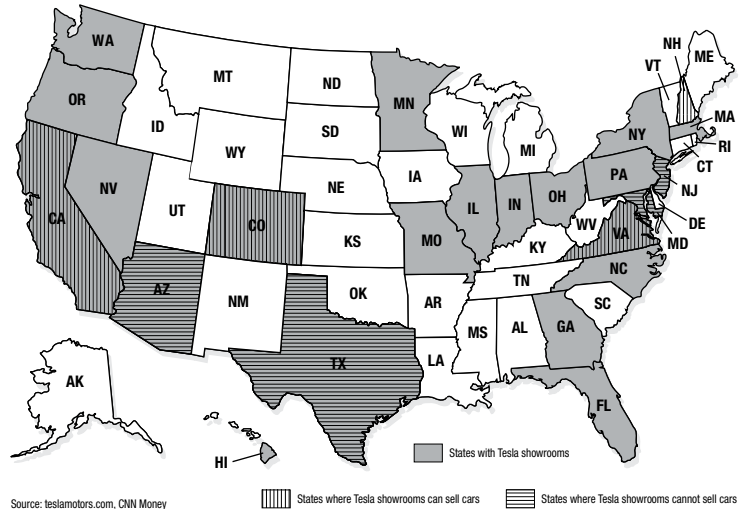 WA
MT
ND
MN
OR
ID
SD
WI
MI
NH
VT
ME
WY
NY
MA
RI
CT
NV
NE
IA
PA
NJ
UT
CO
IL
IN
OH
WV
VA
DE
MD
CA
KS
MO
KY
NC
AZ
NM
OK
AR
TN
SC
TX
LA
MS
AL
GA
FL
AK
HI
States with Tesla showrooms
States where Tesla showrooms can sell cars
States where Tesla showrooms cannot sell cars
Source: teslamotors.com, CNN Money